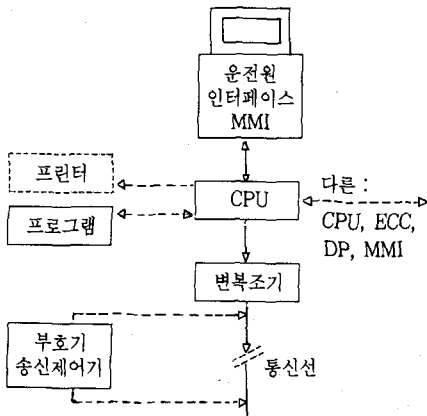 운전원
인터페이스
MMI
프린터
CPU
다른 :
CPU, ECC,
DP, MMI
프로그램
변복조기
부호기
송신제어기
통신선